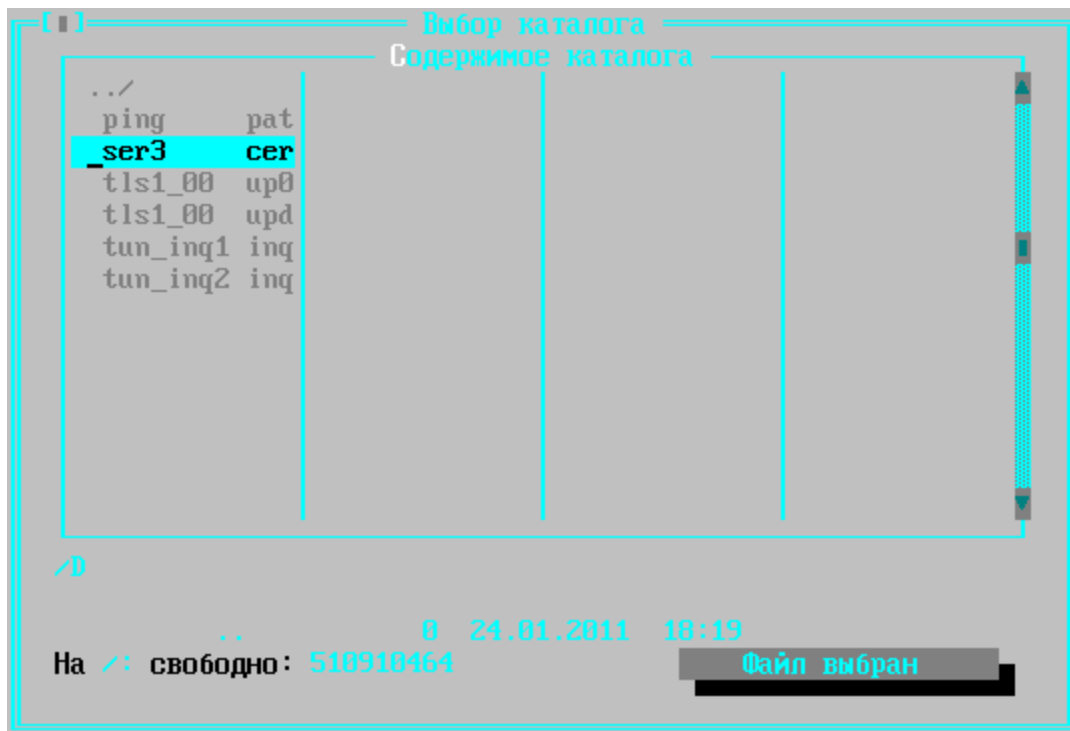 [▮] Выбор каталога
Содержимое каталога
../
ping pat
_ser3 cer
tls1_00 up0
tls1_00 upd
tun_inq1 inq
tun_inq2 inq
/D
.. 0 24.01.2011 18:19
На /: свободно: 510910464
Файл выбран